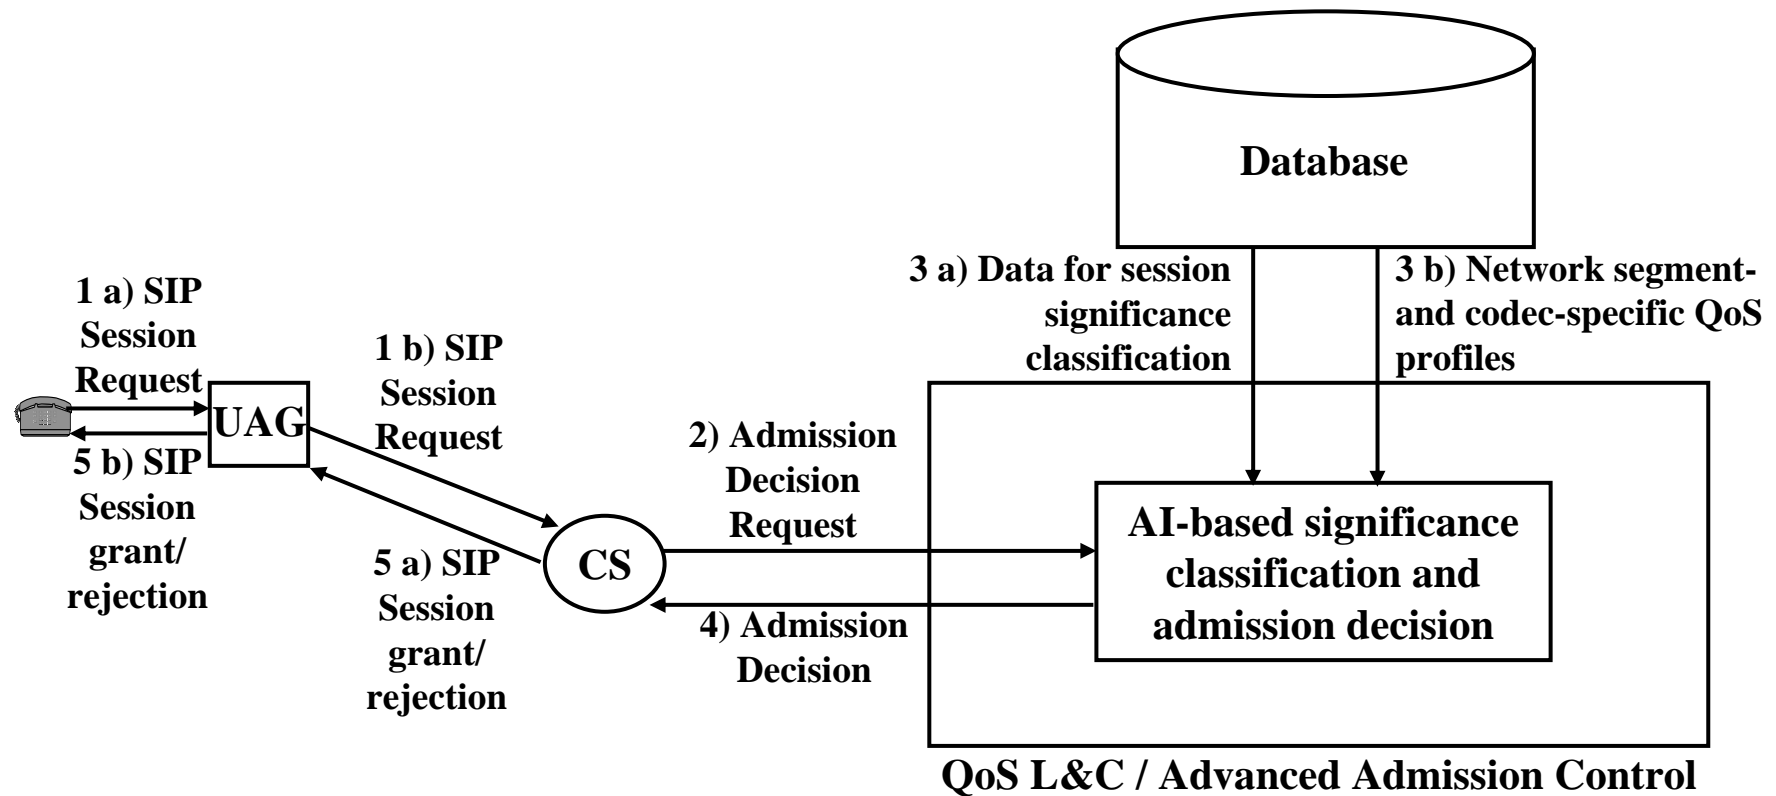 Database
3 a) Data for session
significance
classification
3 b) Network segment-
and codec-specific QoS
profiles
1 a) SIP
Session
Request
UAG
5 b) SIP
Session
grant/
rejection
1 b) SIP
Session
Request
5 a) SIP
Session
grant/
rejection
CS
2) Admission
Decision
Request
4) Admission
Decision
AI-based significance
classification and
admission decision
QoS L&C / Advanced Admission Control